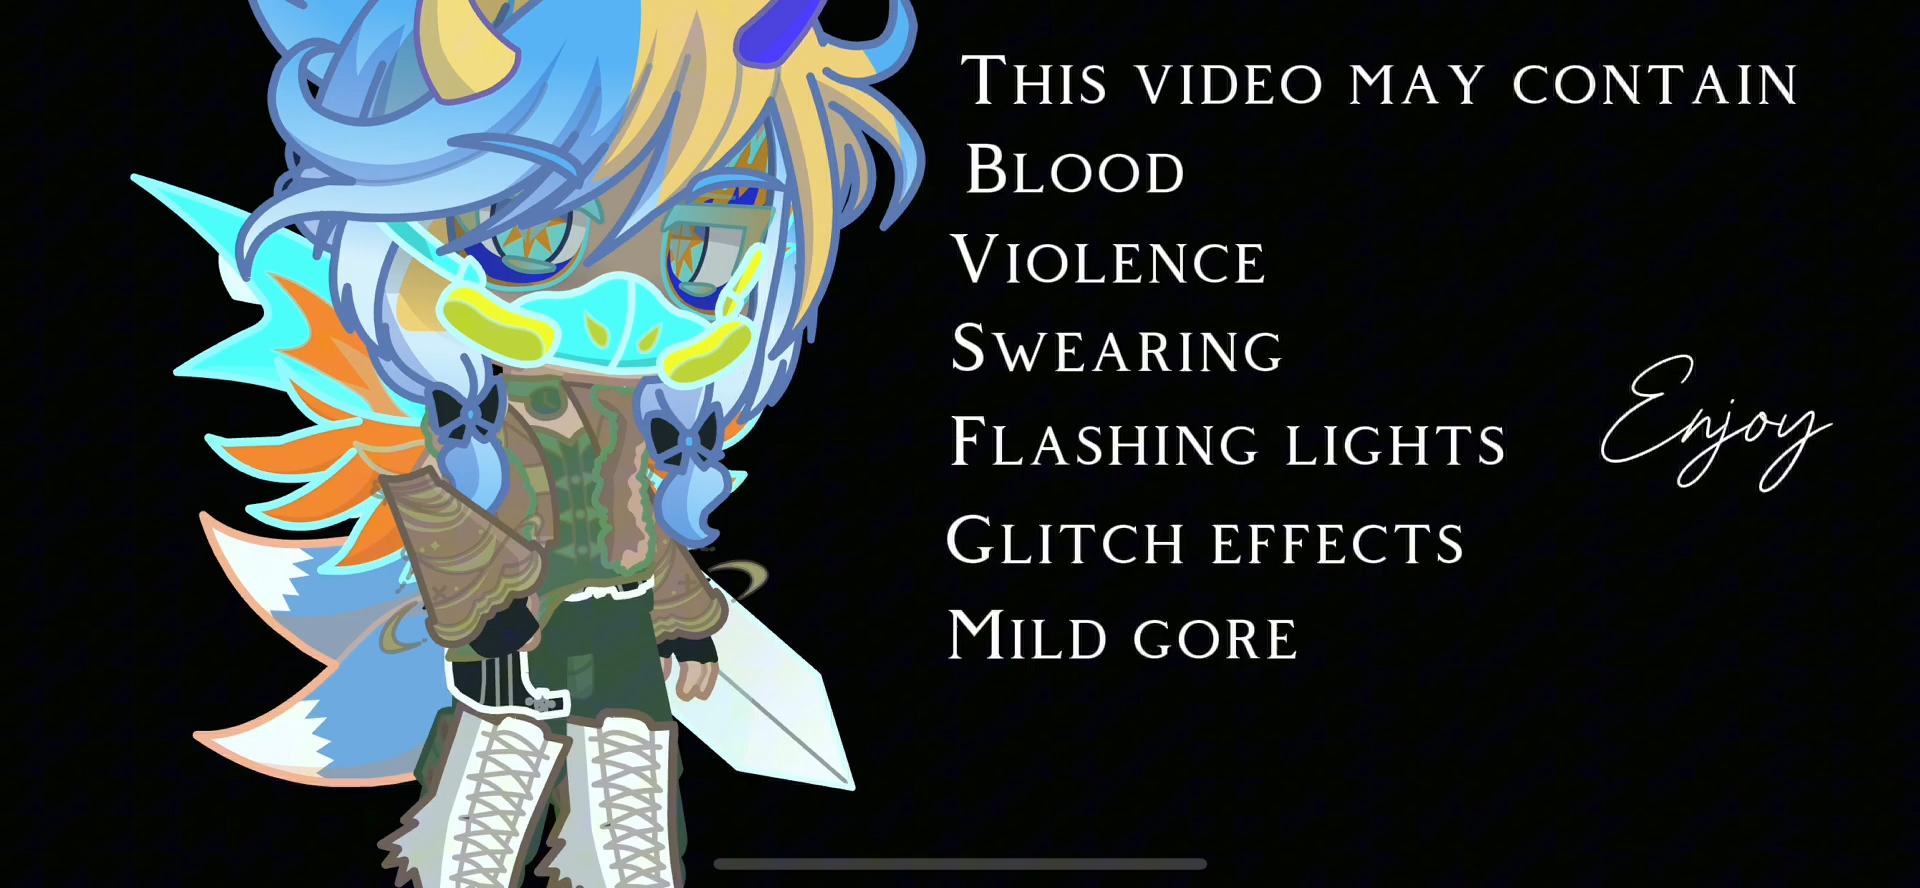 This video may contain
Blood
Violence
Swearing
Flashing lights
Enjoy
Glitch effects
Mild gore